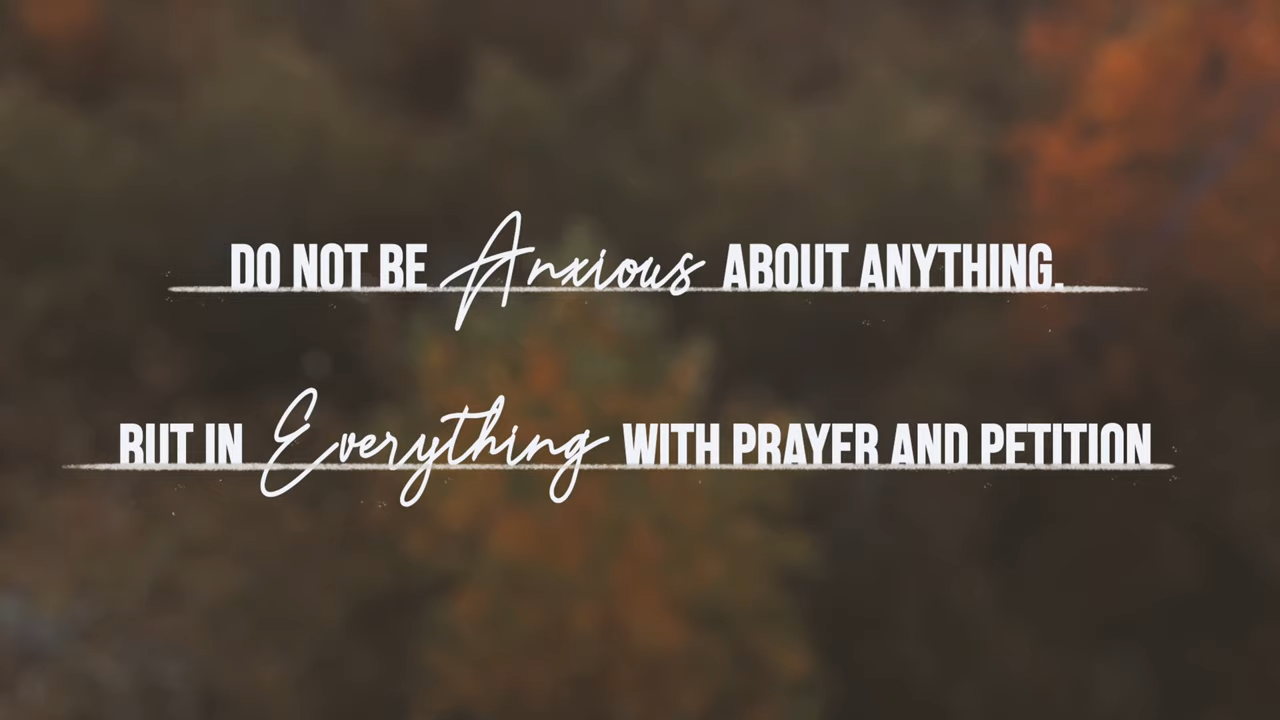 DO NOT BE Anxious ABOUT ANYTHING.
BUT IN Everything WITH PRAYER AND PETITION